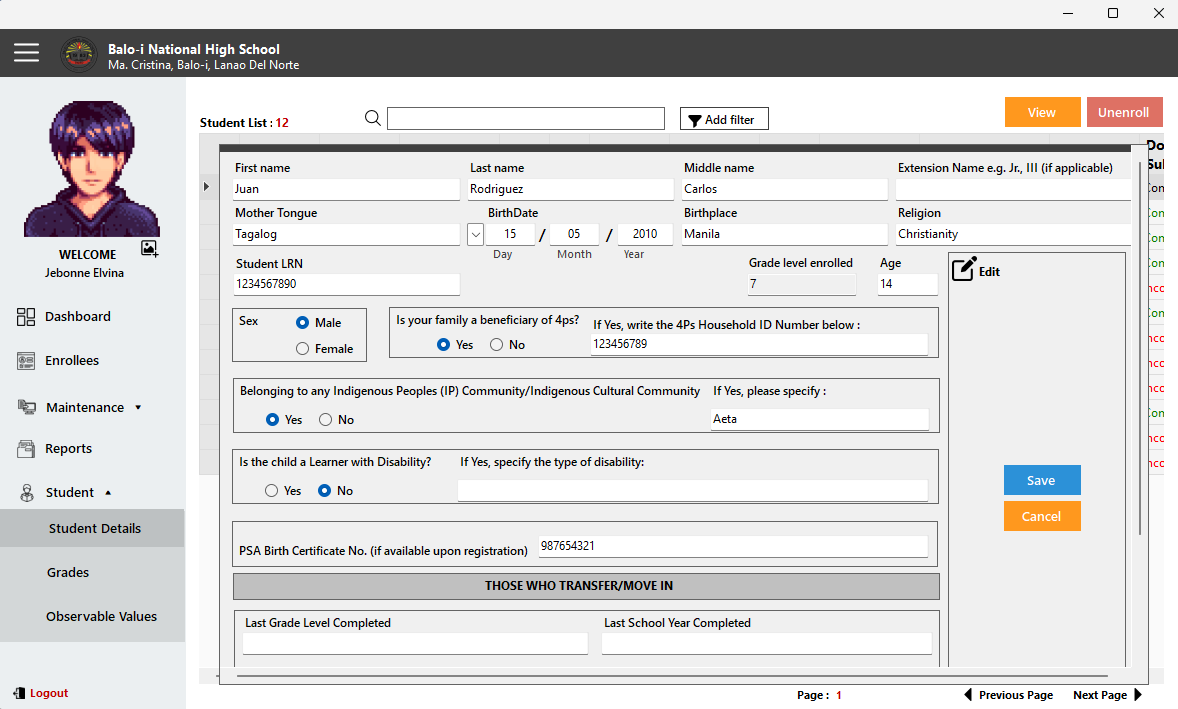 Balo-i National High School
Ma. Cristina, Balo-i, Lanao Del Norte
WELCOME
Jebonne Elvina
Dashboard
Enrollees
Maintenance
Reports
Student
Student Details
Grades
Observable Values
Logout
Student List : 12
Add filter
View
Unenroll
First name
Last name
Middle name
Extension Name e.g. Jr., III (if applicable)
Juan
Rodriguez
Carlos
Mother Tongue
BirthDate
Birthplace
Religion
Tagalog
15 / 05 / 2010
Manila
Christianity
Day
Month
Year
Student LRN
Grade level enrolled
Age
1234567890
7
14
Edit
Sex
Male
Female
Is your family a beneficiary of 4ps?
If Yes, write the 4Ps Household ID Number below :
Yes
No
123456789
Belonging to any Indigenous Peoples (IP) Community/Indigenous Cultural Community
If Yes, please specify :
Yes
No
Aeta
Is the child a Learner with Disability?
If Yes, specify the type of disability:
Yes
No
Save
Cancel
PSA Birth Certificate No. (if available upon registration)
987654321
THOSE WHO TRANSFER/MOVE IN
Last Grade Level Completed
Last School Year Completed
Page : 1
Previous Page
Next Page